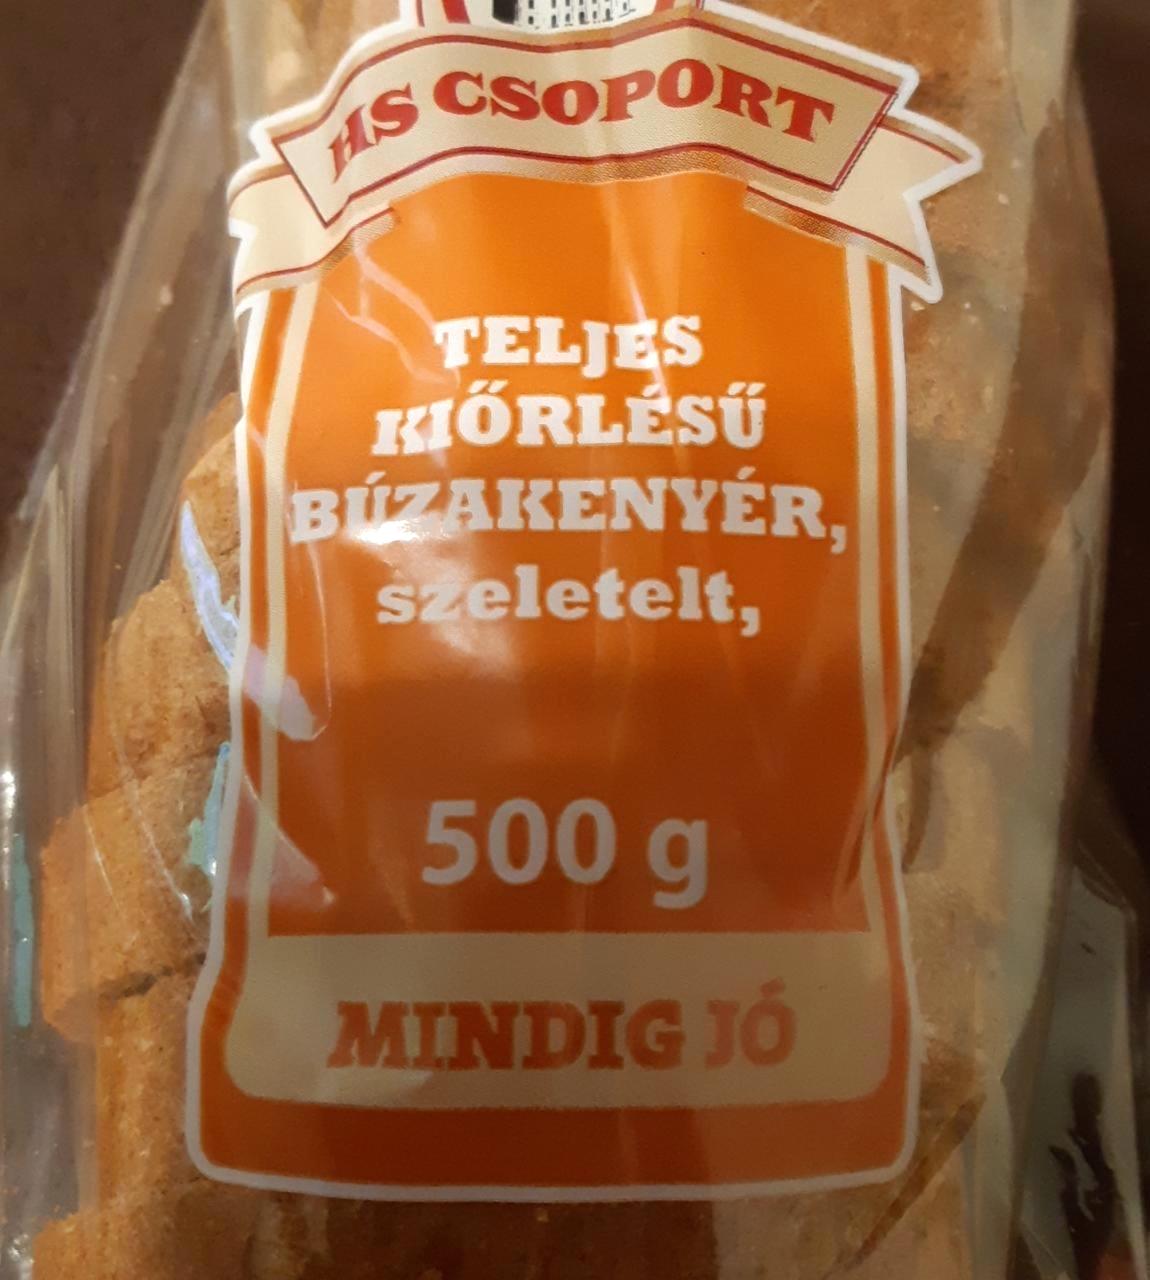 HS CSOPORT
TELJES
KIŐRLÉSŰ
BÚZAKENYÉR,
szeletelt,
500 g
MINDIG JÓ